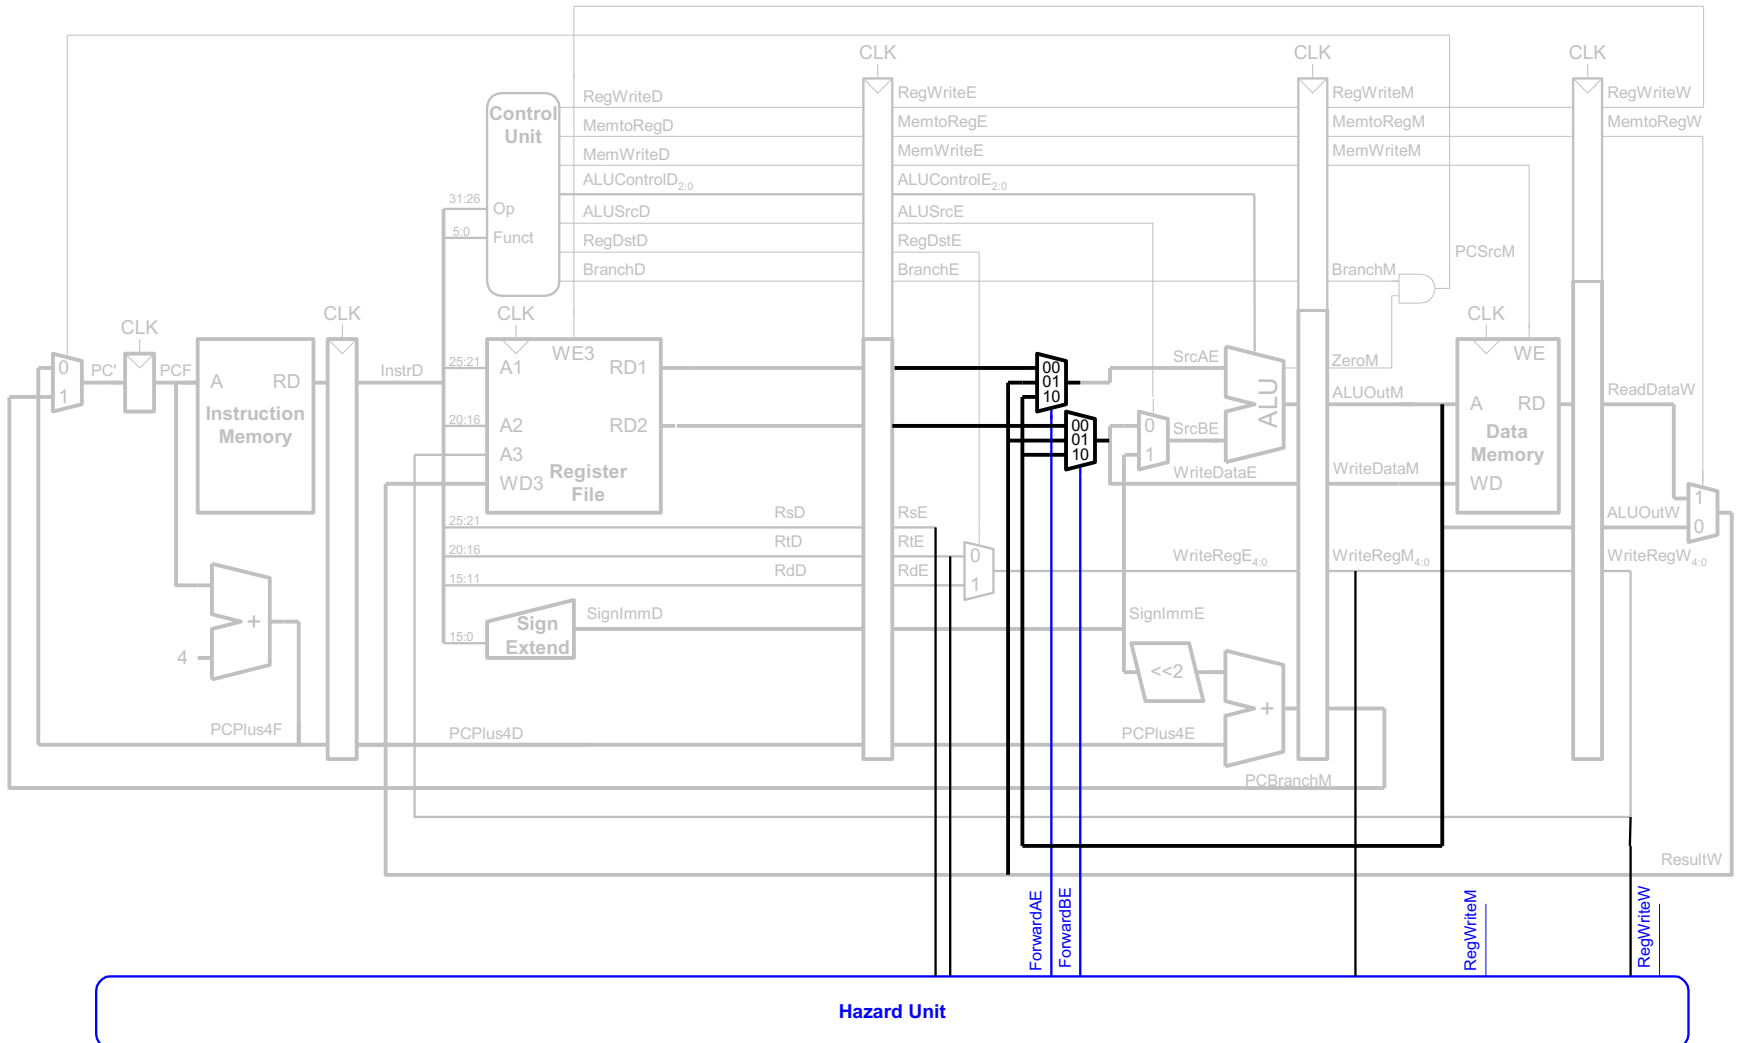 CLK CLK CLK
RegWriteD RegWriteE RegWriteM RegWriteW
Control Unit
MemtoRegD MemtoRegE MemtoRegM MemtoRegW
MemWriteD MemWriteE MemWriteM
ALUControlD2:0 ALUControlE2:0
31:26 Op
ALUSrcD ALUSrcE
5:0 Funct
RegDstD RegDstE
PCSrcM
BranchD BranchE BranchM
CLK CLK CLK CLK
WE3 WE
0 PC' PCF A RD InstrD 25:21 A1 RD1 00 SrcAE ZeroM
1 01
10 ALU ALUOutM A RD ReadDataW
Instruction Memory
20:16 A2 RD2 00 0 SrcBE Data Memory
01
A3 10 1
WD3 Register File WriteDataE WriteDataM WD 1
25:21 RsD RsE ALUOutW 0
20:16 RtD RtE 0 WriteRegE4:0 WriteRegM4:0 WriteRegW4:0
15:11 RdD RdE 1
SignImmD SignImmE
+ Sign Extend
15:0
4 <<2
+
PCPlus4F PCPlus4D PCPlus4E
PCBranchM
ResultW
ForwardAE
ForwardBE
RegWriteM
RegWriteW
Hazard Unit